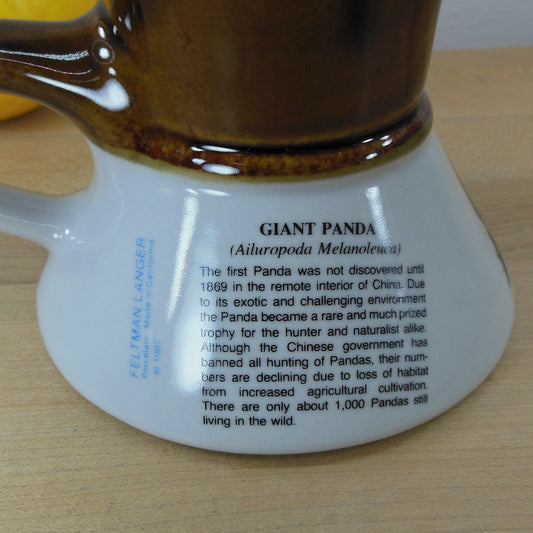 GIANT PANDA
(Ailuropoda Melanoleuca)
The first Panda was not discovered until
1869 in the remote interior of China. Due
to its exotic and challenging environment
the Panda became a rare and much prized
trophy for the hunter and naturalist alike.
Although the Chinese government has
banned all hunting of Pandas, their num-
bers are declining due to loss of habitat
from increased agricultural cultivation.
There are only about 1,000 Pandas still
living in the wild.
FELTMAN LANGER
Porcelain Made in California
© 1987